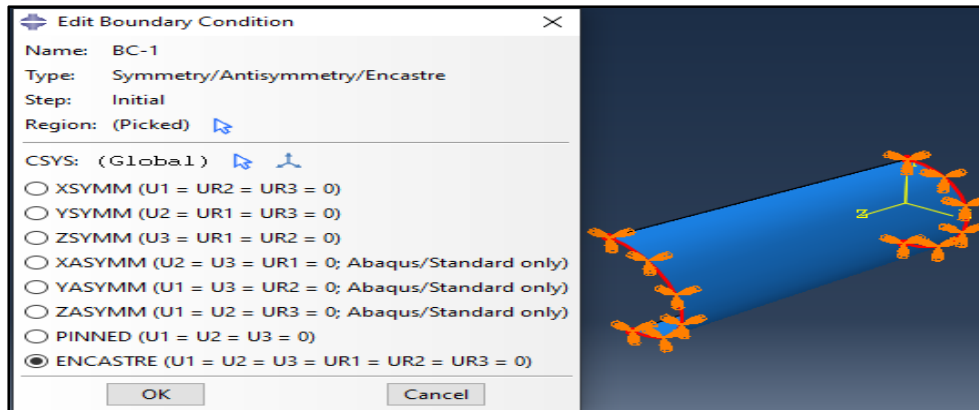 Edit Boundary Condition
Name: BC-1
Type: Symmetry/Antisymmetry/Encastre
Step: Initial
Region: (Picked)
CSYS: (Global)
XSYMM (U1 = UR2 = UR3 = 0)
YSYMM (U2 = UR1 = UR3 = 0)
ZSYMM (U3 = UR1 = UR2 = 0)
XASYMM (U2 = U3 = UR1 = 0; Abaqus/Standard only)
YASYMM (U1 = U3 = UR2 = 0; Abaqus/Standard only)
ZASYMM (U1 = U2 = UR3 = 0; Abaqus/Standard only)
PINNED (U1 = U2 = U3 = 0)
ENCASTRE (U1 = U2 = U3 = UR1 = UR2 = UR3 = 0)
OK Cancel
Z